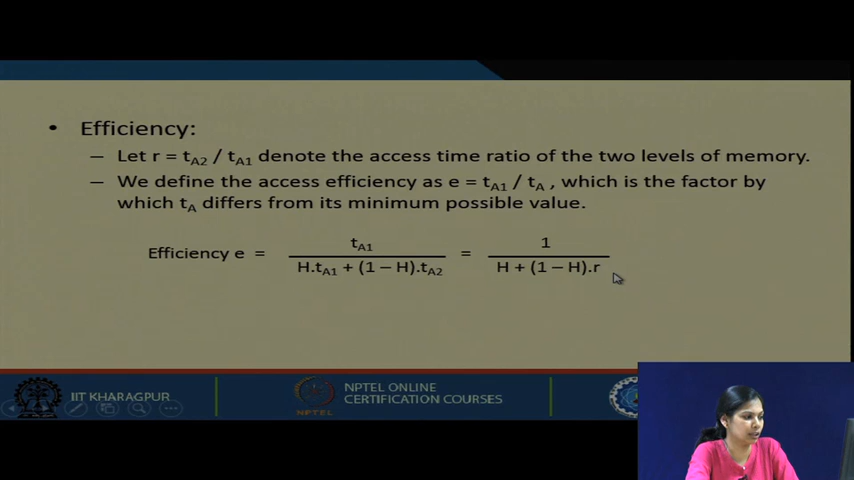 • Efficiency:
– Let r = tA2 / tA1 denote the access time ratio of the two levels of memory.
– We define the access efficiency as e = tA1 / tA , which is the factor by
which tA differs from its minimum possible value.
Efficiency e = tA1 / H.tA1 + (1 – H).tA2 = 1 / H + (1 – H).r
IIT KHARAGPUR
NPTEL
NPTEL ONLINE
CERTIFICATION COURSES